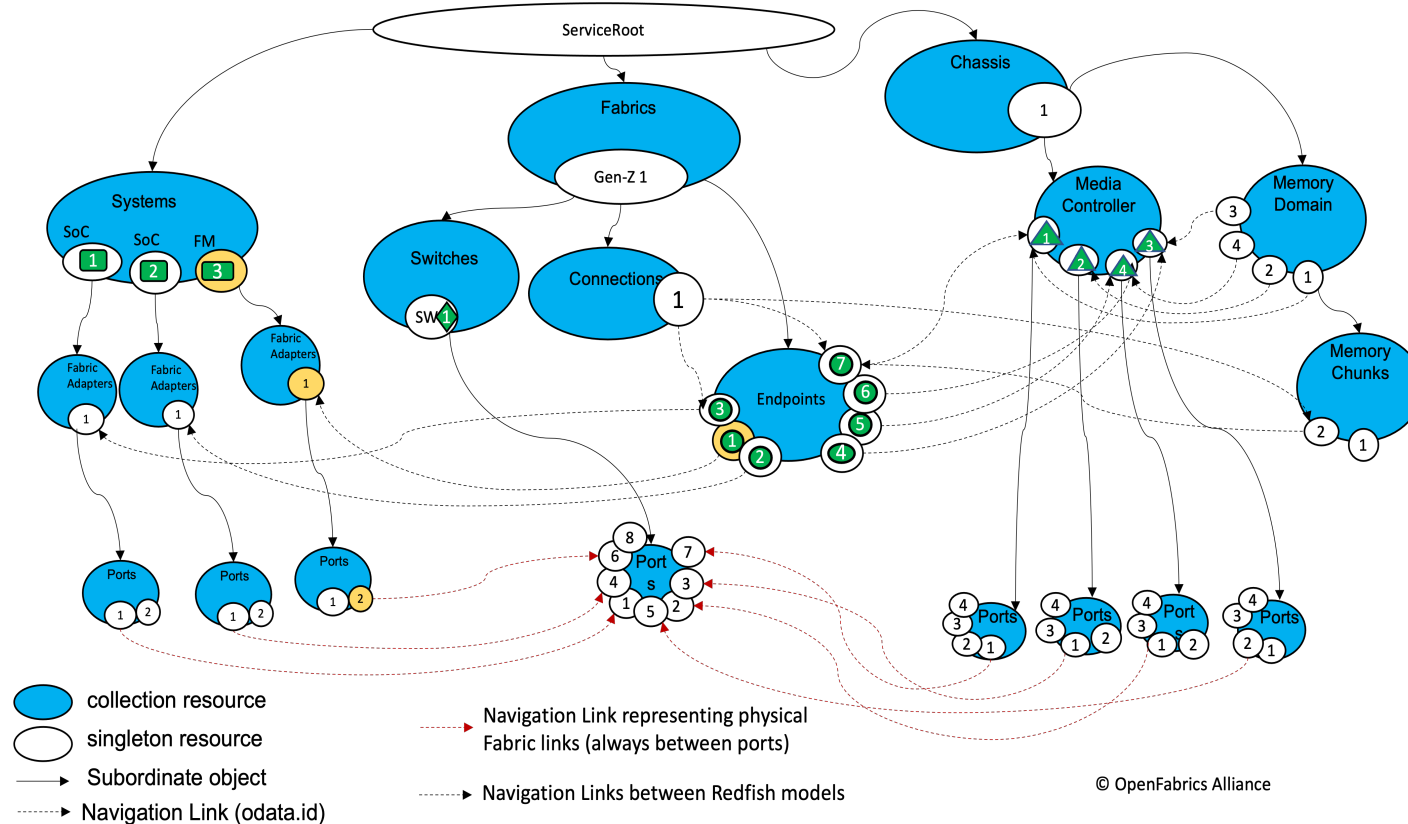 ServiceRoot
Chassis
1
Fabrics
Gen-Z 1
Systems
SoC
1
SoC
2
FM
3
Switches
SW 1
Connections
1
Media
Controller
1
2
4
3
Memory
Domain
3
4
2
1
Fabric
Adapters
1
Fabric
Adapters
1
Fabric
Adapters
1
Endpoints
7
6
5
4
3
1
2
Memory
Chunks
2
1
Ports
1
2
Ports
1
2
Ports
1
2
Port
s
8
6
7
4
3
1
5
2
Ports
4
3
2
1
Ports
4
3
1
2
Port
s
4
3
1
2
Ports
4
3
2
1
collection resource
singleton resource
Subordinate object
Navigation Link (odata.id)
Navigation Link representing physical
Fabric links (always between ports)
Navigation Links between Redfish models
© OpenFabrics Alliance